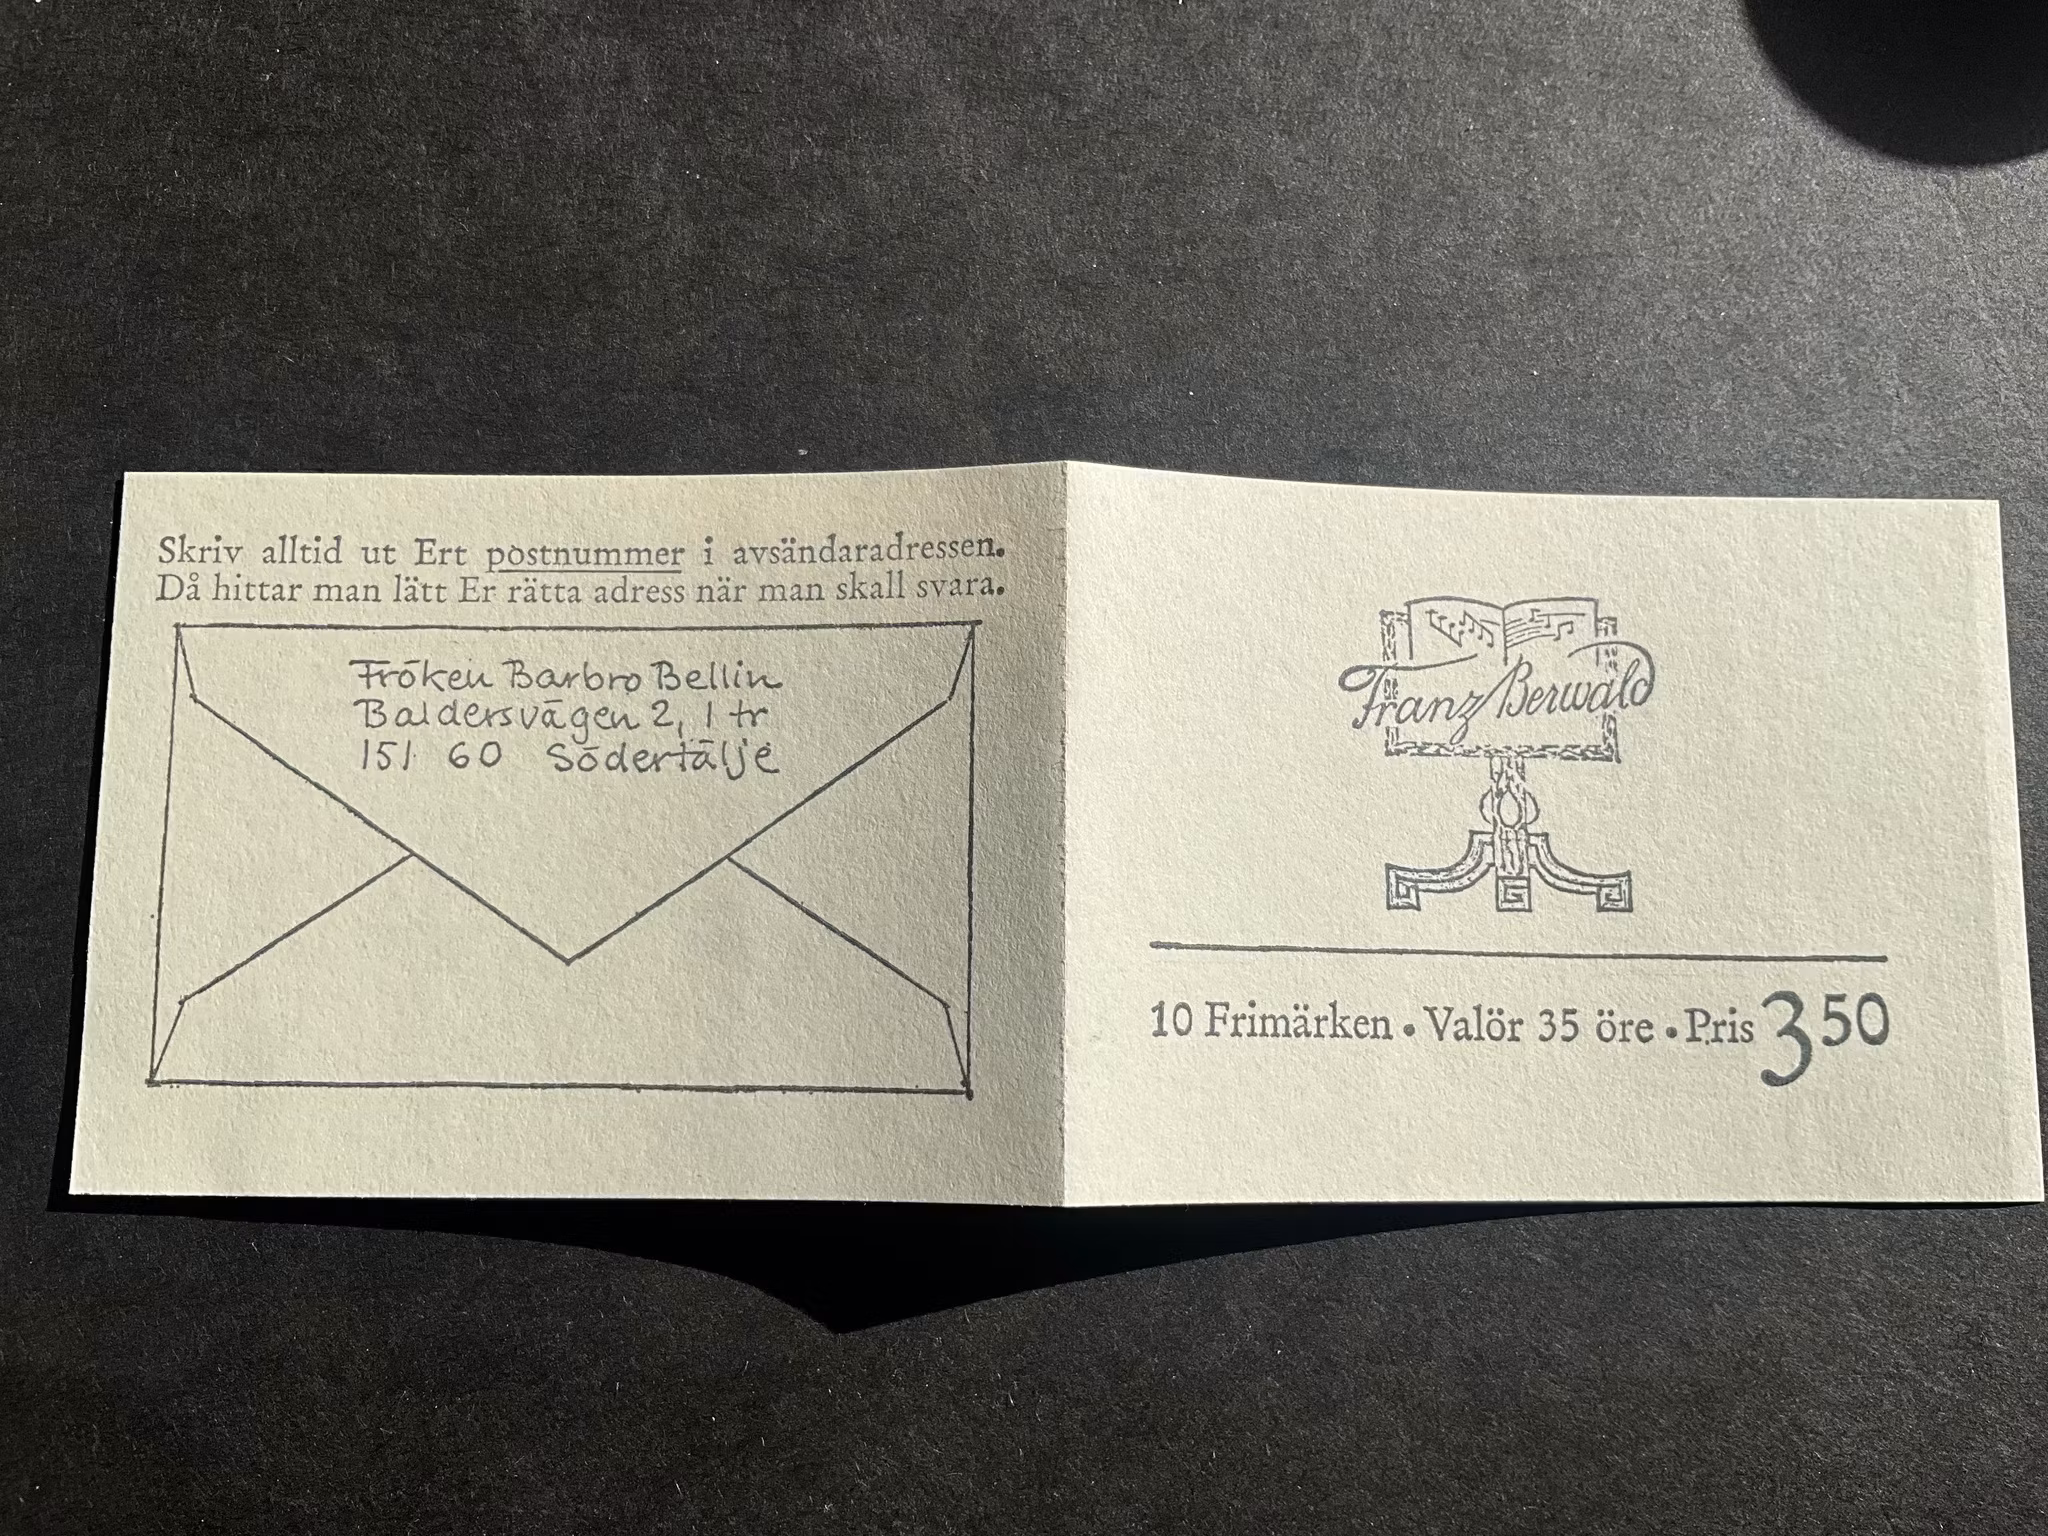 Skriv alltid ut Ert postnummer i avsändaradressen.
Då hittar man lätt Er rätta adress när man skall svara.
Fröken Barbro Bellin
Baldersvägen 2, 1 tr
151 60 Södertälje
Franz Berwald
10 Frimärken • Valör 35 öre • Pris 3 50